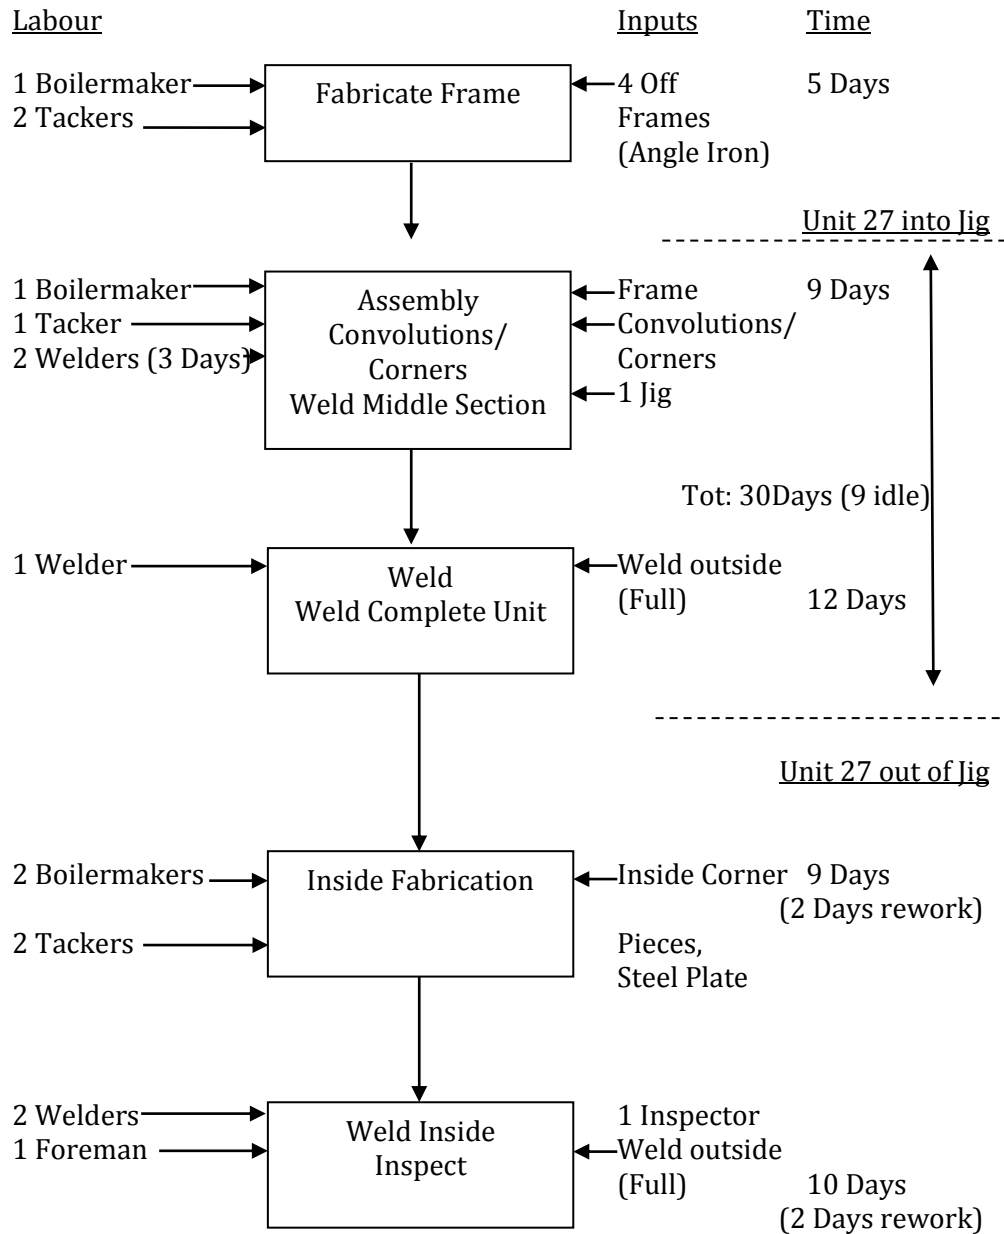 Labour Inputs Time
1 Boilermaker Fabricate Frame 4 Off 5 Days
2 Tackers Frames
(Angle Iron)
Unit 27 into Jig
1 Boilermaker Assembly Frame 9 Days
1 Tacker Convolutions/ Convolutions/
2 Welders (3 Days) Corners Corners
Weld Middle Section 1 Jig
Tot: 30Days (9 idle)
1 Welder Weld Weld outside
Weld Complete Unit (Full) 12 Days
Unit 27 out of Jig
2 Boilermakers Inside Fabrication Inside Corner 9 Days
(2 Days rework)
2 Tackers Pieces,
Steel Plate
2 Welders Weld Inside 1 Inspector
1 Foreman Inspect Weld outside
(Full) 10 Days
(2 Days rework)